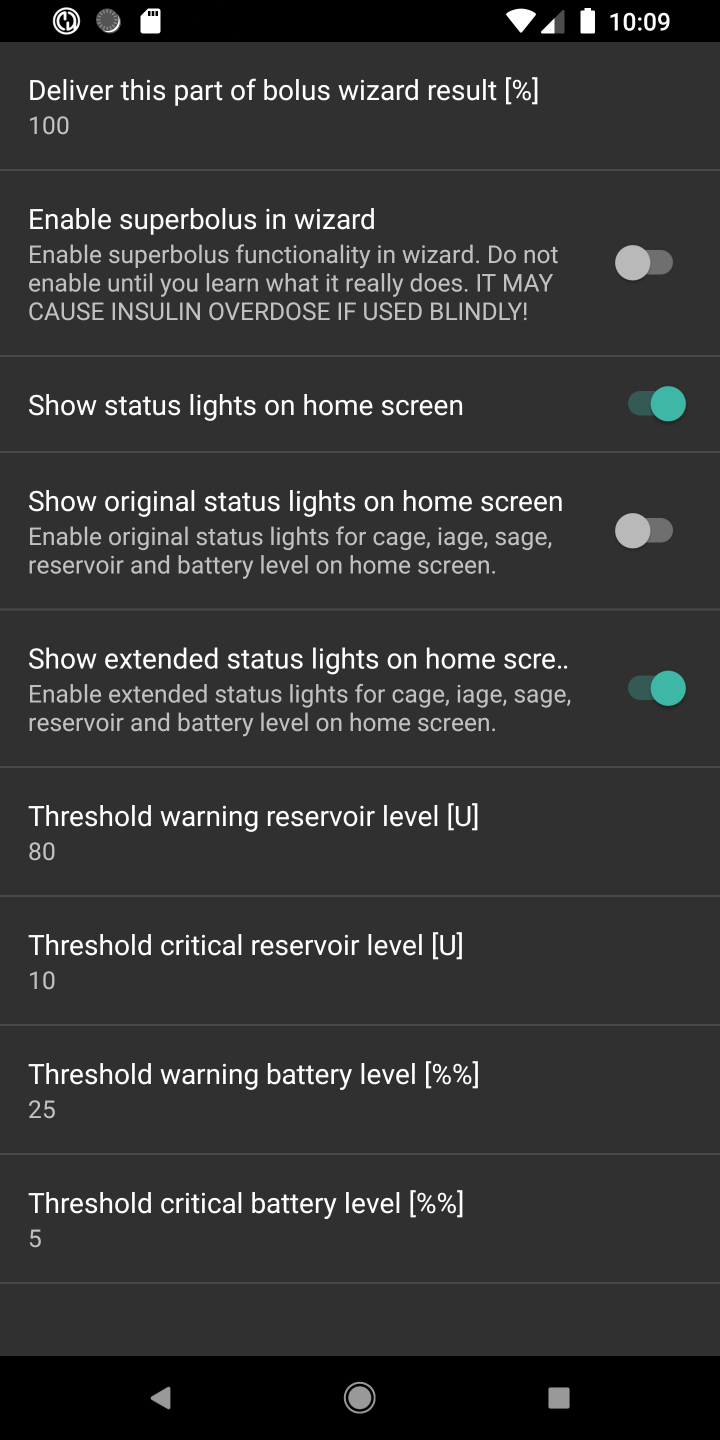 10:09
Deliver this part of bolus wizard result [%]
100
Enable superbolus in wizard
Enable superbolus functionality in wizard. Do not
enable until you learn what it really does. IT MAY
CAUSE INSULIN OVERDOSE IF USED BLINDLY!
Show status lights on home screen
Show original status lights on home screen
Enable original status lights for cage, iage, sage,
reservoir and battery level on home screen.
Show extended status lights on home scre..
Enable extended status lights for cage, iage, sage,
reservoir and battery level on home screen.
Threshold warning reservoir level [U]
80
Threshold critical reservoir level [U]
10
Threshold warning battery level [%%]
25
Threshold critical battery level [%%]
5